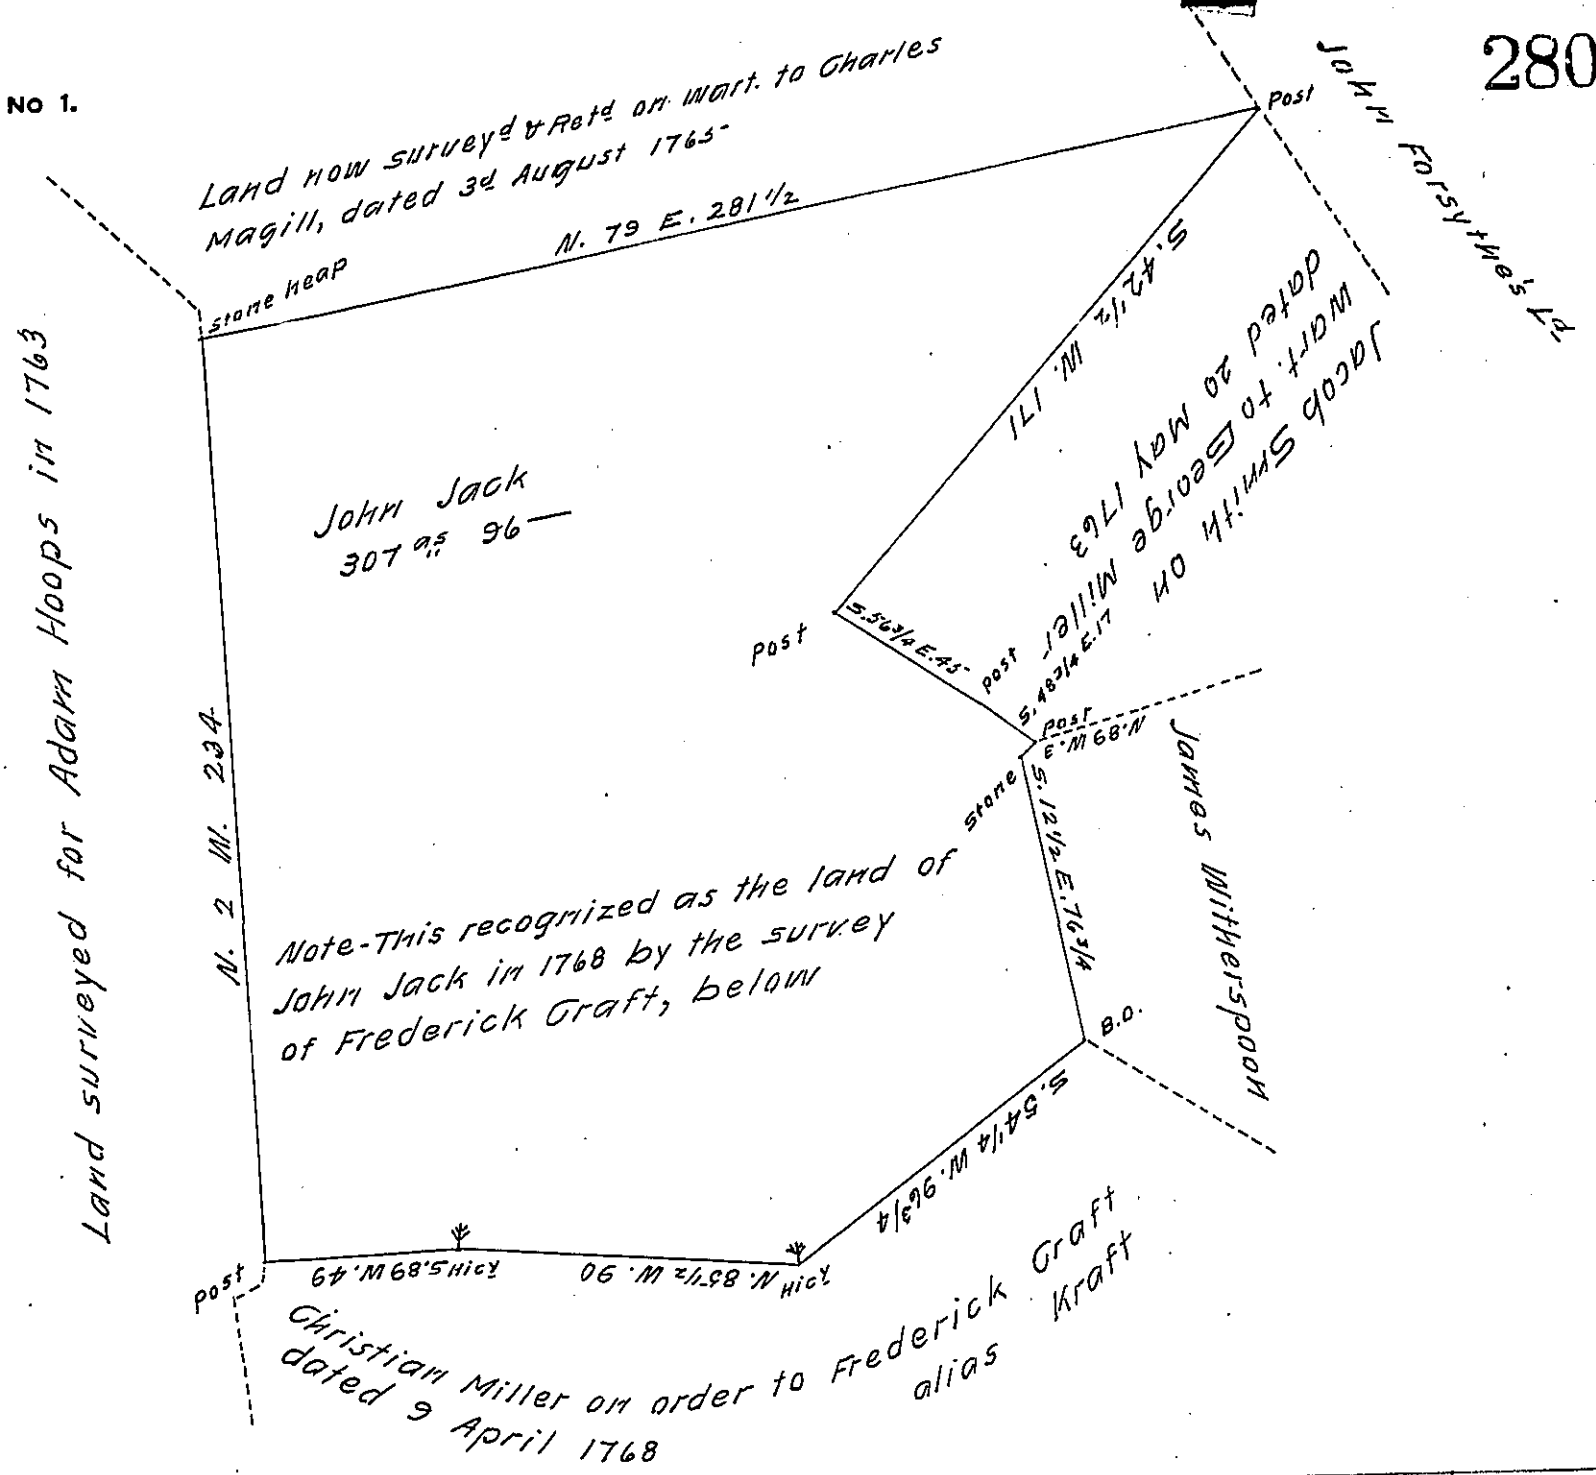 280
No 1.
Land now survey.d & Ret.d on Wart. to Charles
Magill, dated 3d August 1765-
John Forsythe's
Post
stone heap
N. 79 E. 281 1/2
S. 42 1/2 W. 171
Jacob Smith on
Wart. to George Miller
dated 20 May 1763
Land surveyed for Adam Hoops in 1763
John Jack
307 as 96 —
Post
S. 56 3/4 E. 45-
Post
S. 48 3/4 E. 17
Post
N. 89 W. 3
Stone
S. 12 1/2 E. 76 3/4
James Witherspoon
N. 2 W. 234
Note-This recognized as the land of
John Jack in 1768 by the survey
of Frederick Craft, below
B.O.
S. 54 1/4 W. 96 3/4
Hicy
N. 85 1/2 W. 90
Hicy
S. 89 W. 49
Post
Christian Miller on order to Frederick Craft
alias Kraft
dated 9 April 1768